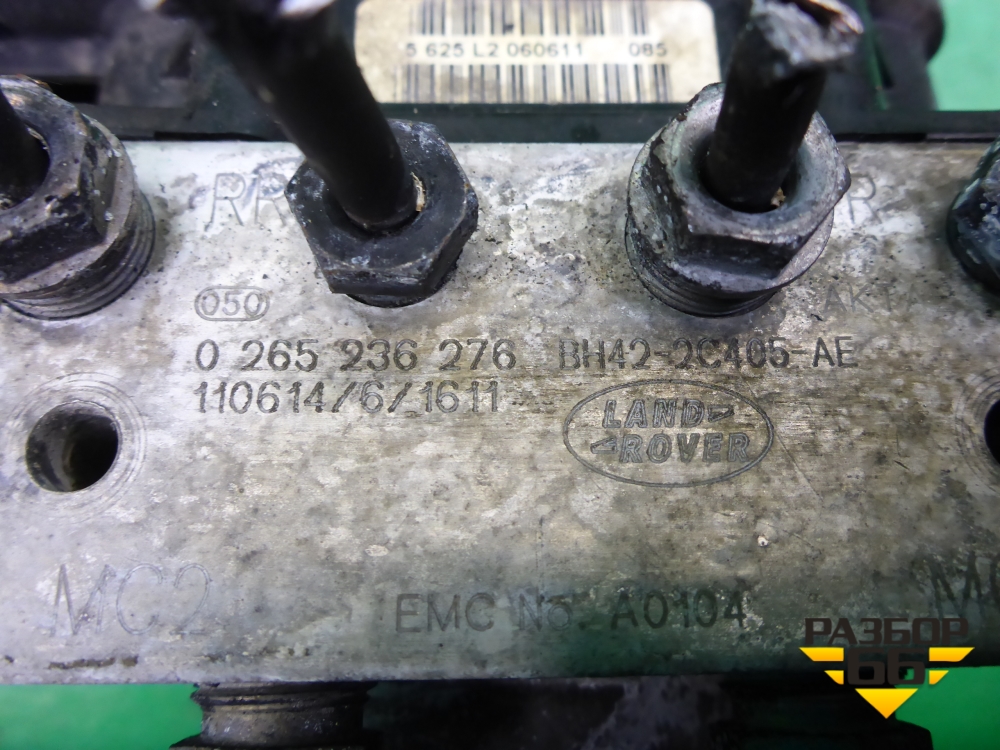 5 625 L2 060611 085
RR
050
0 265 236 276 BH42-2C405-AE
110614/6/1611
LAND
ROVER
MC2
EMC No. A0104
РАЗБОР
66